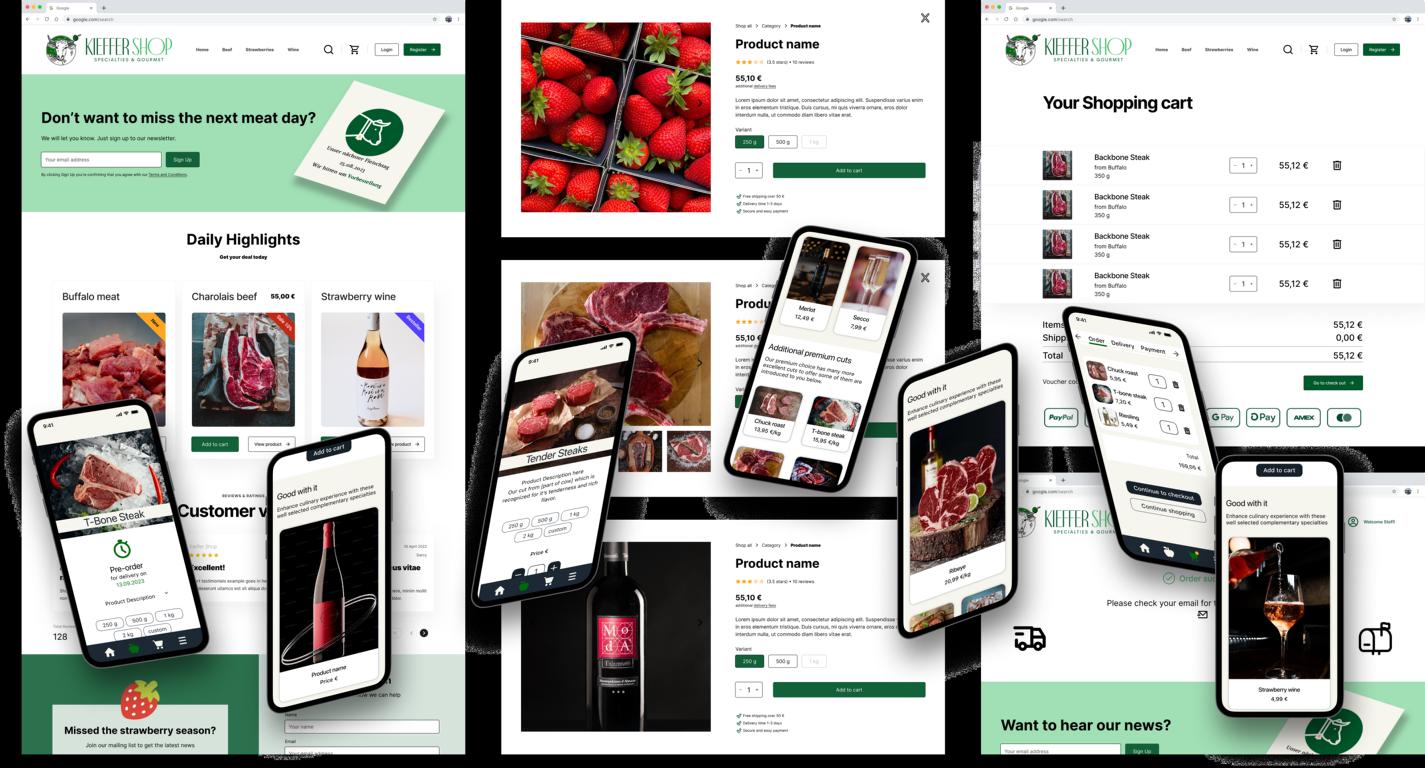 Google
google.com/search
KIEFFER SHOP
SPECIALTIES & GOURMET
Home Beef Strawberries Wine
Login
Register
Don't want to miss the next meat day?
We will let you know. Just sign up to our newsletter.
Your email address
Sign Up
By clicking Sign Up you're confirming that you agree with our Terms and Conditions.
Unser nächster Fleischtag
Wir bitten um Vorbestellung
Daily Highlights
Get your deal today
Buffalo meat
New
Charolais beef 55,00 €
Strawberry wine
Bestseller
Add to cart
View product
product
REVIEWS & RATINGS
Customer v
Excellent!
us vitae
128
9:41
T-Bone Steak
Pre-order
for delivery on
13.09.2023
Product Description
250 g 500 g 1 kg
2 kg custom
Add to cart
Good with it
Enhance culinary experience with these
well selected complementary specialties
Product name
Price €
Missed the strawberry season?
Join our mailing list to get the latest news
how we can help
Name
Your name
Email
Your email address
Shop all Category Product name
Product name
(3.5 stars) • 10 reviews
55,10 €
additional delivery fees
Lorem ipsum dolor sit amet, consectetur adipiscing elit. Suspendisse varius enim
in eros elementum tristique. Duis cursus, mi quis viverra ornare, eros dolor
interdum nulla, ut commodo diam libero vitae erat.
Variant
250 g 500 g 1 kg
- 1 +
Add to cart
Free shipping over 50 €
Delivery time 1-3 days
Secure and easy payment
Shop all Category
Produ
55,10 €
additional
Lorem
Variant
9:41
Tender Steaks
Product Description here
Our cut from [part of cow] which is
recognized for it's tenderness and rich
flavor.
250 g 500 g 1 kg
2 kg custom
Price €
1
Merlot
12,49 €
Secco
7,99 €
Additional premium cuts
Our premium choice has many more
excellent cuts to offer some of them are
introduced to you below.
Chuck roast
13,95 €/kg
T-bone steak
15,95 €/kg
Good with it
Enhance culinary experience with these
well selected complementary specialties
Ribeye
20,99 €/kg
Shop all Category Product name
Product name
(3.5 stars) • 10 reviews
55,10 €
additional delivery fees
Lorem ipsum dolor sit amet, consectetur adipiscing elit. Suspendisse varius
in eros elementum tristique. Duis cursus, mi quis viverra ornare, eros dolor
interdum nulla, ut commodo diam libero vitae erat.
Variant
250 g 500 g 1 kg
- 1 +
Add to cart
Free shipping over 50 €
Delivery time 1-3 days
Secure and easy payment
M O
d A
Google
google.com/search
KIEFFER SHOP
SPECIALTIES & GOURMET
Home Beef Strawberries Wine
Login
Register
Your Shopping cart
Backbone Steak
from Buffalo
350 g
- 1 +
55,12 €
Backbone Steak
from Buffalo
350 g
- 1 +
55,12 €
Backbone Steak
from Buffalo
350 g
- 1 +
55,12 €
Backbone Steak
from Buffalo
350 g
- 1 +
55,12 €
Items
55,12 €
Shipp
0,00 €
Total
55,12 €
Voucher co
Go to check out
PayPal
G Pay
Pay
AMEX
9:41
Order Delivery Payment
Chuck roast
5,95 €
1
T-bone steak
7,20 €
1
Riesling
5,49 €
1
Total
Continue to checkout
Continue shopping
google.com/search
KIEFFER SH
SPECIALTIES & GOURM
Welcome Steffi
Order suc
Please check your email for
Add to cart
Good with it
Enhance culinary experience with these
well selected complementary specialties
Strawberry wine
4,99 €
Want to hear our news?
Your email address
Sign Up